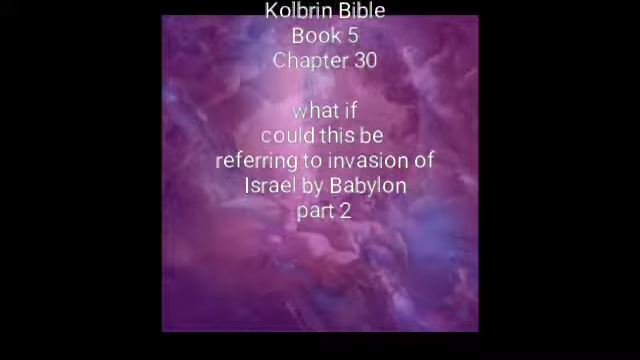 Kolbrin Bible
Book 5
Chapter 30
what if
could this be
referring to invasion of
Israel by Babylon
part 2